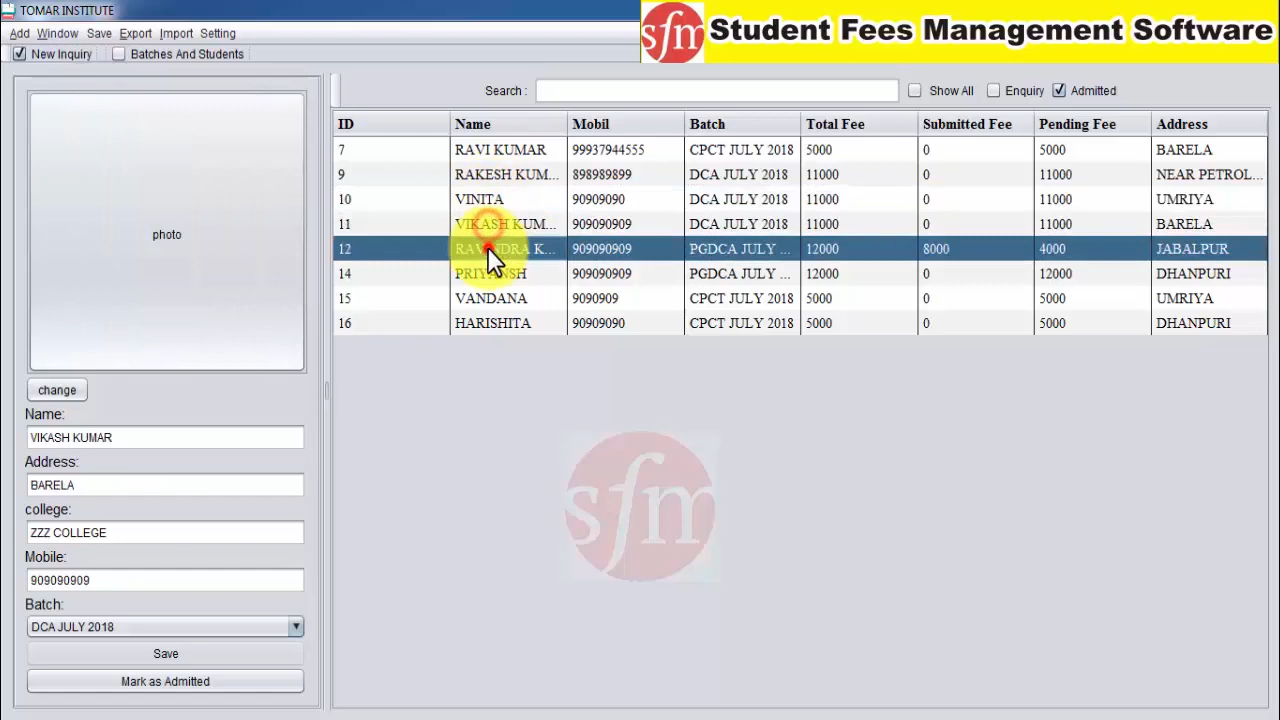 TOMAR INSTITUTE
sfm Student Fees Management Software
Add Window Save Export Import Setting
New Inquiry Batches And Students
Search : Show All Enquiry Admitted
ID Name Mobil Batch Total Fee Submitted Fee Pending Fee Address
7 RAVI KUMAR 99937944555 CPCT JULY 2018 5000 0 5000 BARELA
9 RAKESH KUM... 898989899 DCA JULY 2018 11000 0 11000 NEAR PETROL...
10 VINITA 90909090 DCA JULY 2018 11000 0 11000 UMRIYA
11 VIKASH KUM... 909090909 DCA JULY 2018 11000 0 11000 BARELA
12 RAVINDRA K... 909090909 PGDCA JULY ... 12000 8000 4000 JABALPUR
14 PRIYANSH 909090909 PGDCA JULY ... 12000 0 12000 DHANPURI
15 VANDANA 9090909 CPCT JULY 2018 5000 0 5000 UMRIYA
16 HARISHITA 90909090 CPCT JULY 2018 5000 0 5000 DHANPURI
photo
change
Name:
VIKASH KUMAR
Address:
BARELA
college:
ZZZ COLLEGE
Mobile:
909090909
Batch:
DCA JULY 2018
Save
Mark as Admitted
sfm